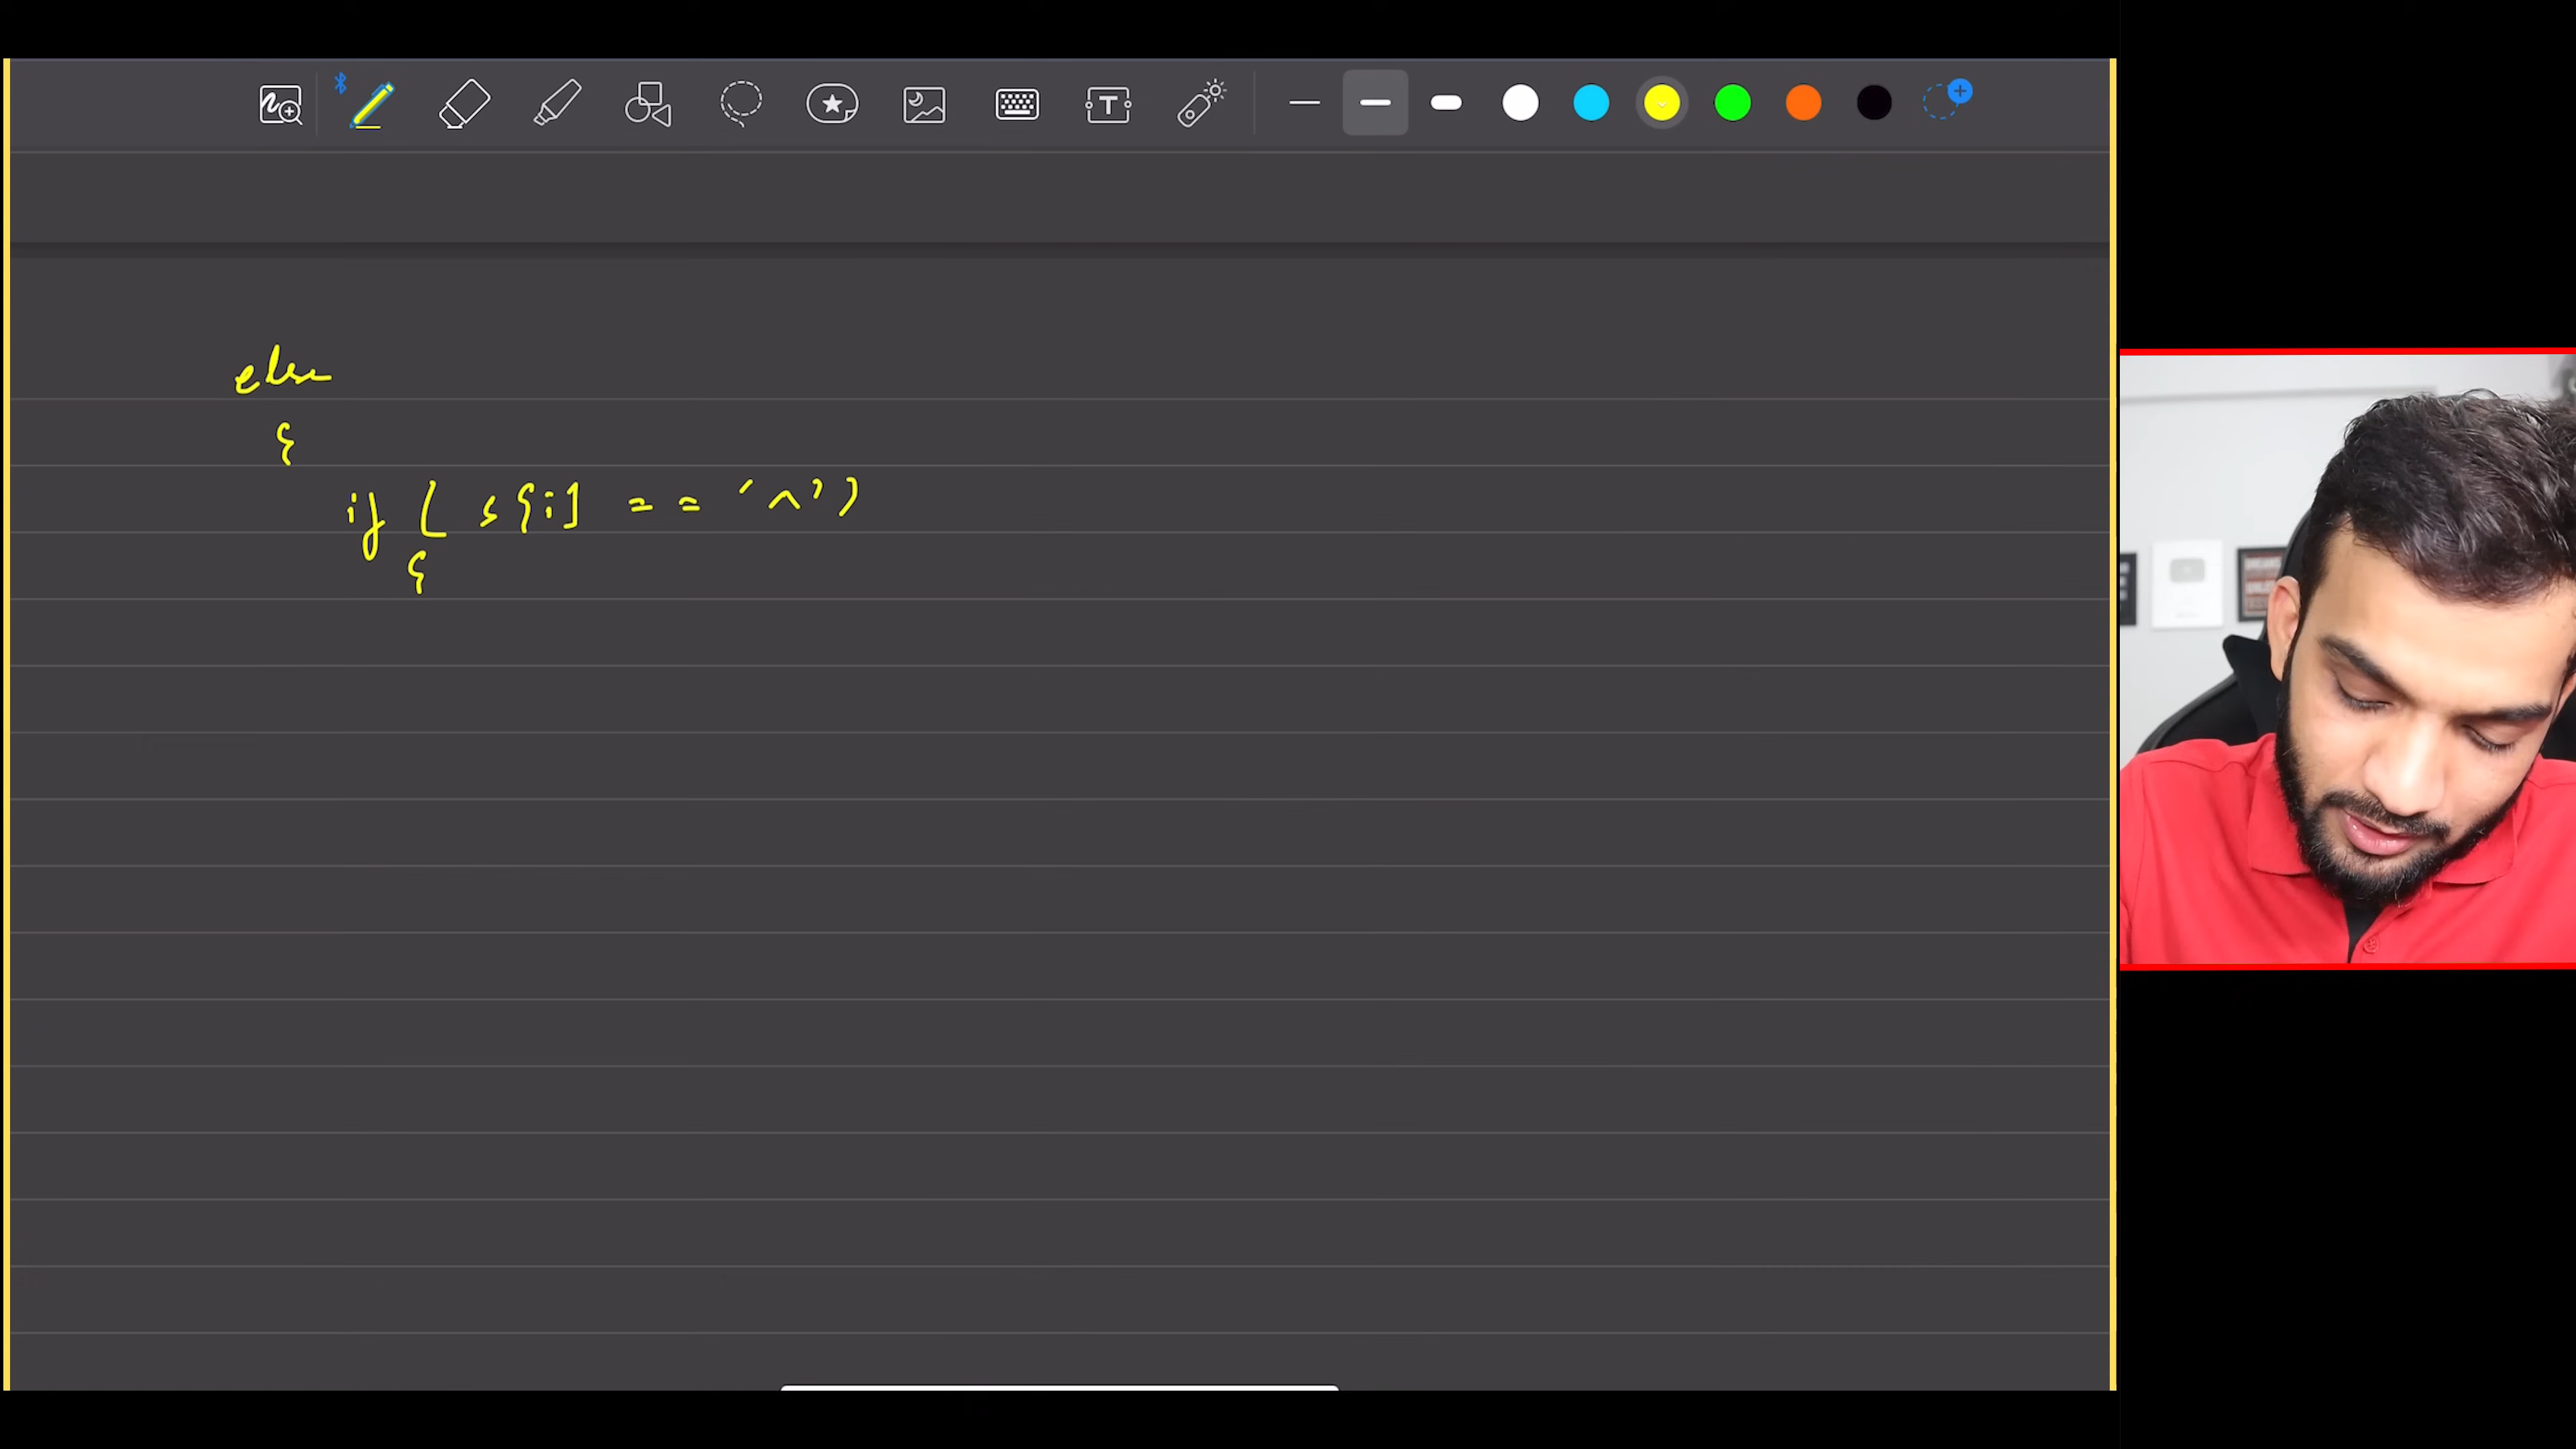 else
{
if ( s[i] == '^')
{